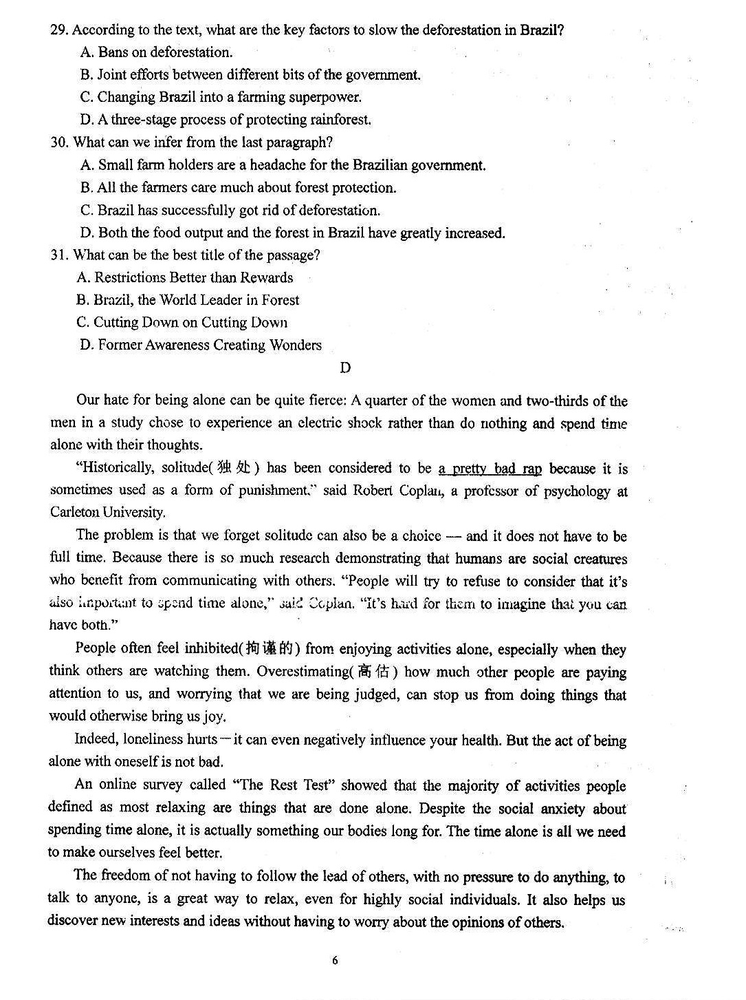 29. According to the text, what are the key factors to slow the deforestation in Brazil?
A. Bans on deforestation.
B. Joint efforts between different bits of the government.
C. Changing Brazil into a farming superpower.
D. A three-stage process of protecting rainforest.
30. What can we infer from the last paragraph?
A. Small farm holders are a headache for the Brazilian government.
B. All the farmers care much about forest protection.
C. Brazil has successfully got rid of deforestation.
D. Both the food output and the forest in Brazil have greatly increased.
31. What can be the best title of the passage?
A. Restrictions Better than Rewards
B. Brazil, the World Leader in Forest
C. Cutting Down on Cutting Down
D. Former Awareness Creating Wonders
D
Our hate for being alone can be quite fierce: A quarter of the women and two-thirds of the
men in a study chose to experience an electric shock rather than do nothing and spend time
alone with their thoughts.
“Historically, solitude(独处) has been considered to be a pretty bad rap because it is
sometimes used as a form of punishment.” said Robert Coplan, a professor of psychology at
Carleton University.
The problem is that we forget solitude can also be a choice — and it does not have to be
full time. Because there is so much research demonstrating that humans are social creatures
who benefit from communicating with others. “People will try to refuse to consider that it’s
also important to spend time alone,” said Coplan. “It’s hard for them to imagine that you can
have both.”
People often feel inhibited(拘谨的) from enjoying activities alone, especially when they
think others are watching them. Overestimating(高估) how much other people are paying
attention to us, and worrying that we are being judged, can stop us from doing things that
would otherwise bring us joy.
Indeed, loneliness hurts — it can even negatively influence your health. But the act of being
alone with oneself is not bad.
An online survey called “The Rest Test” showed that the majority of activities people
defined as most relaxing are things that are done alone. Despite the social anxiety about
spending time alone, it is actually something our bodies long for. The time alone is all we need
to make ourselves feel better.
The freedom of not having to follow the lead of others, with no pressure to do anything, to
talk to anyone, is a great way to relax, even for highly social individuals. It also helps us
discover new interests and ideas without having to worry about the opinions of others.
6